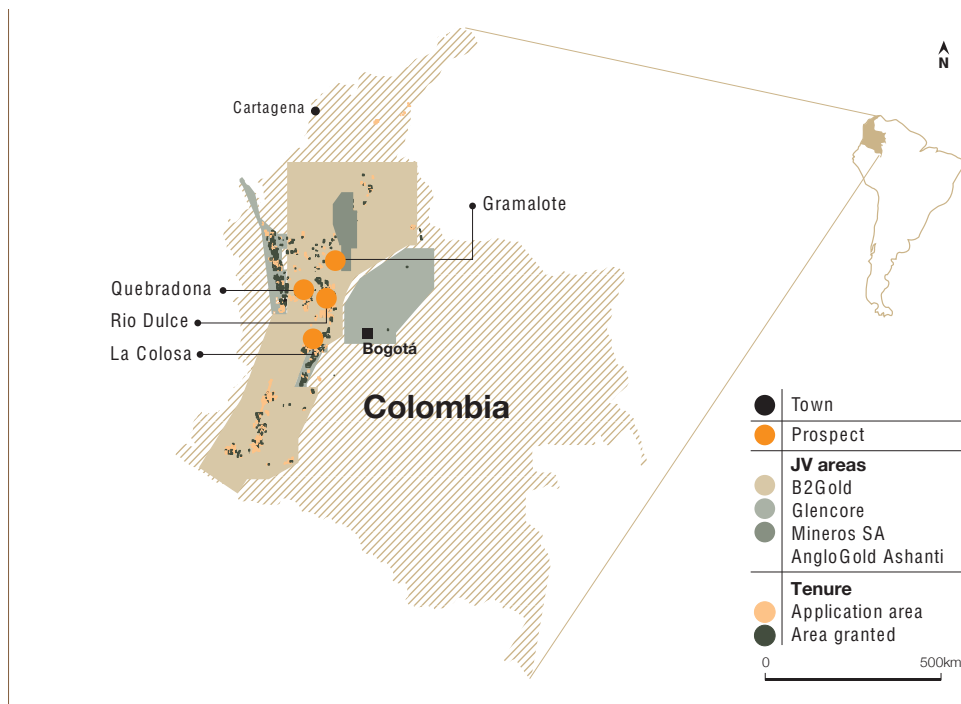 N
Cartagena
Gramalote
Quebradona
Rio Dulce
La Colosa
Bogotá
Colombia
Town
Prospect
JV areas
B2Gold
Glencore
Mineros SA
AngloGold Ashanti
Tenure
Application area
Area granted
0 500km